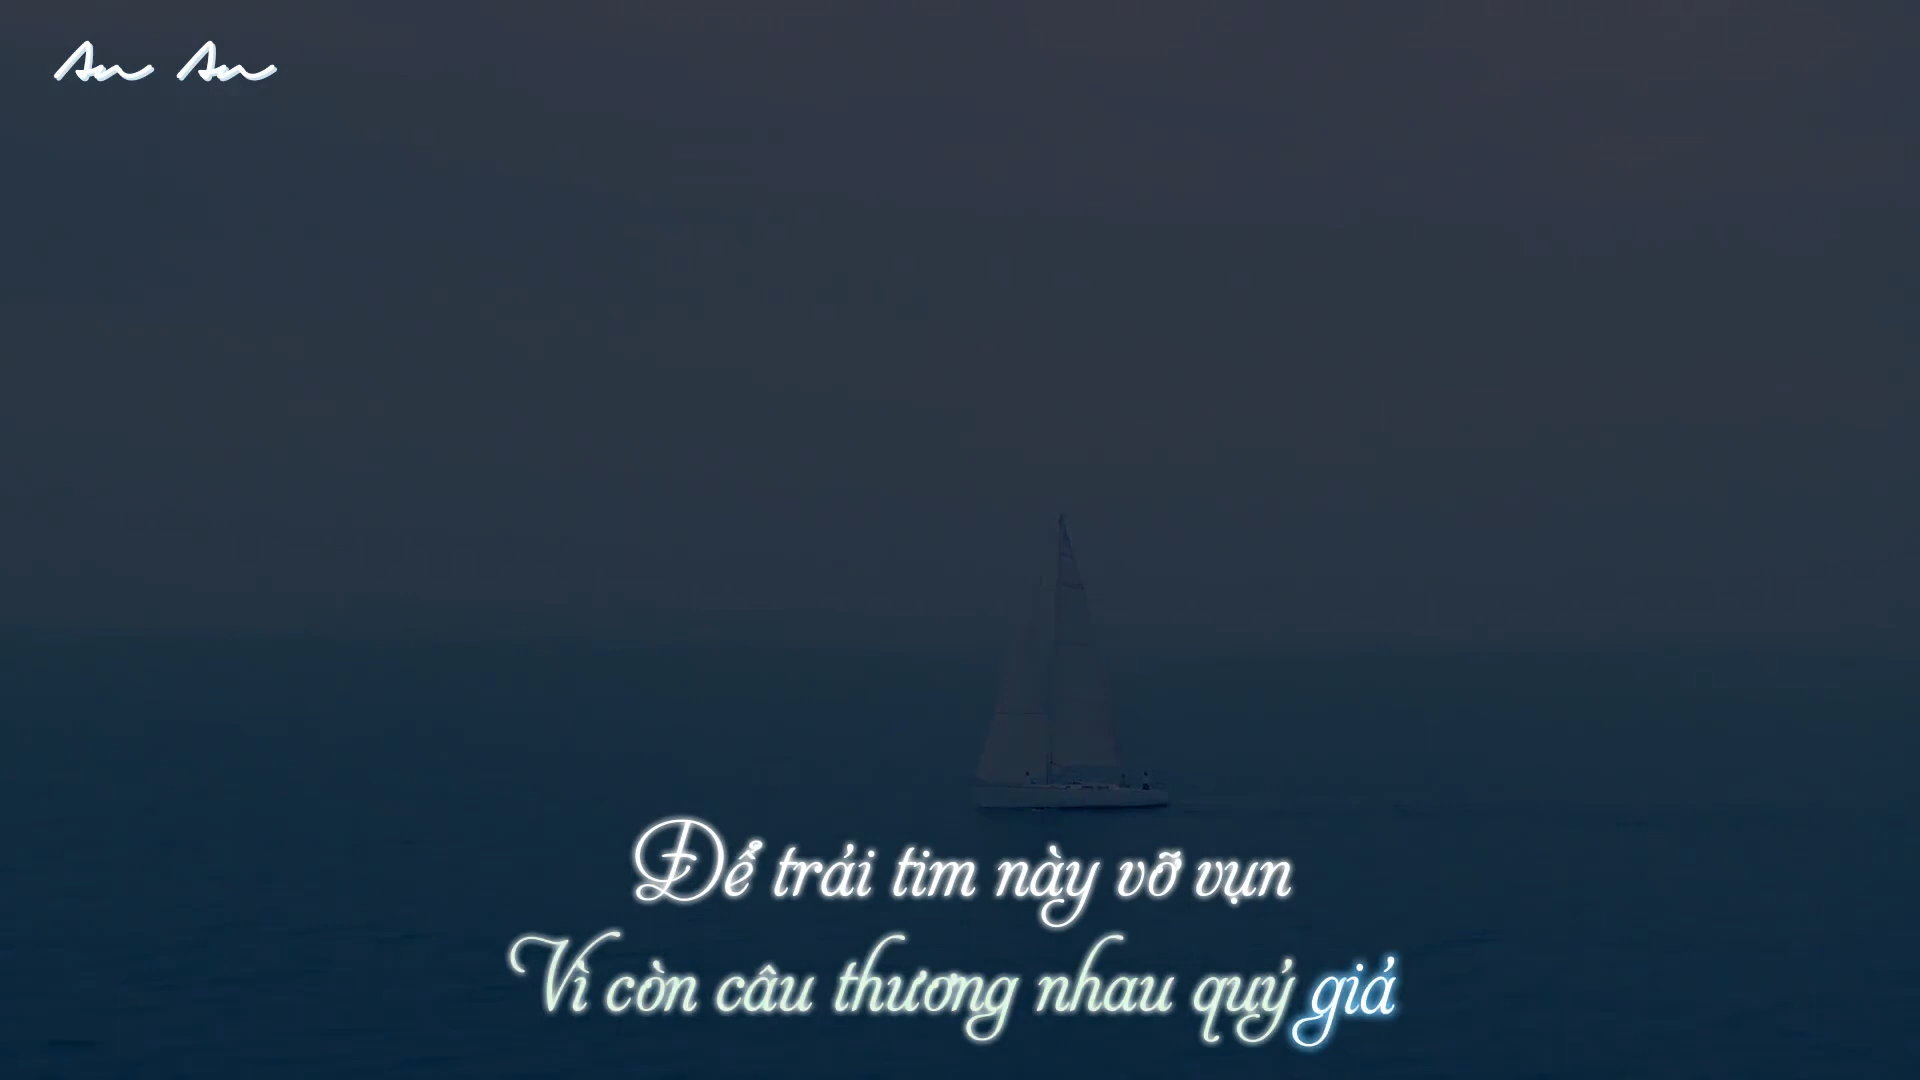 An An
Để trái tim này vỡ vụn
Vì còn câu thương nhau quý giá